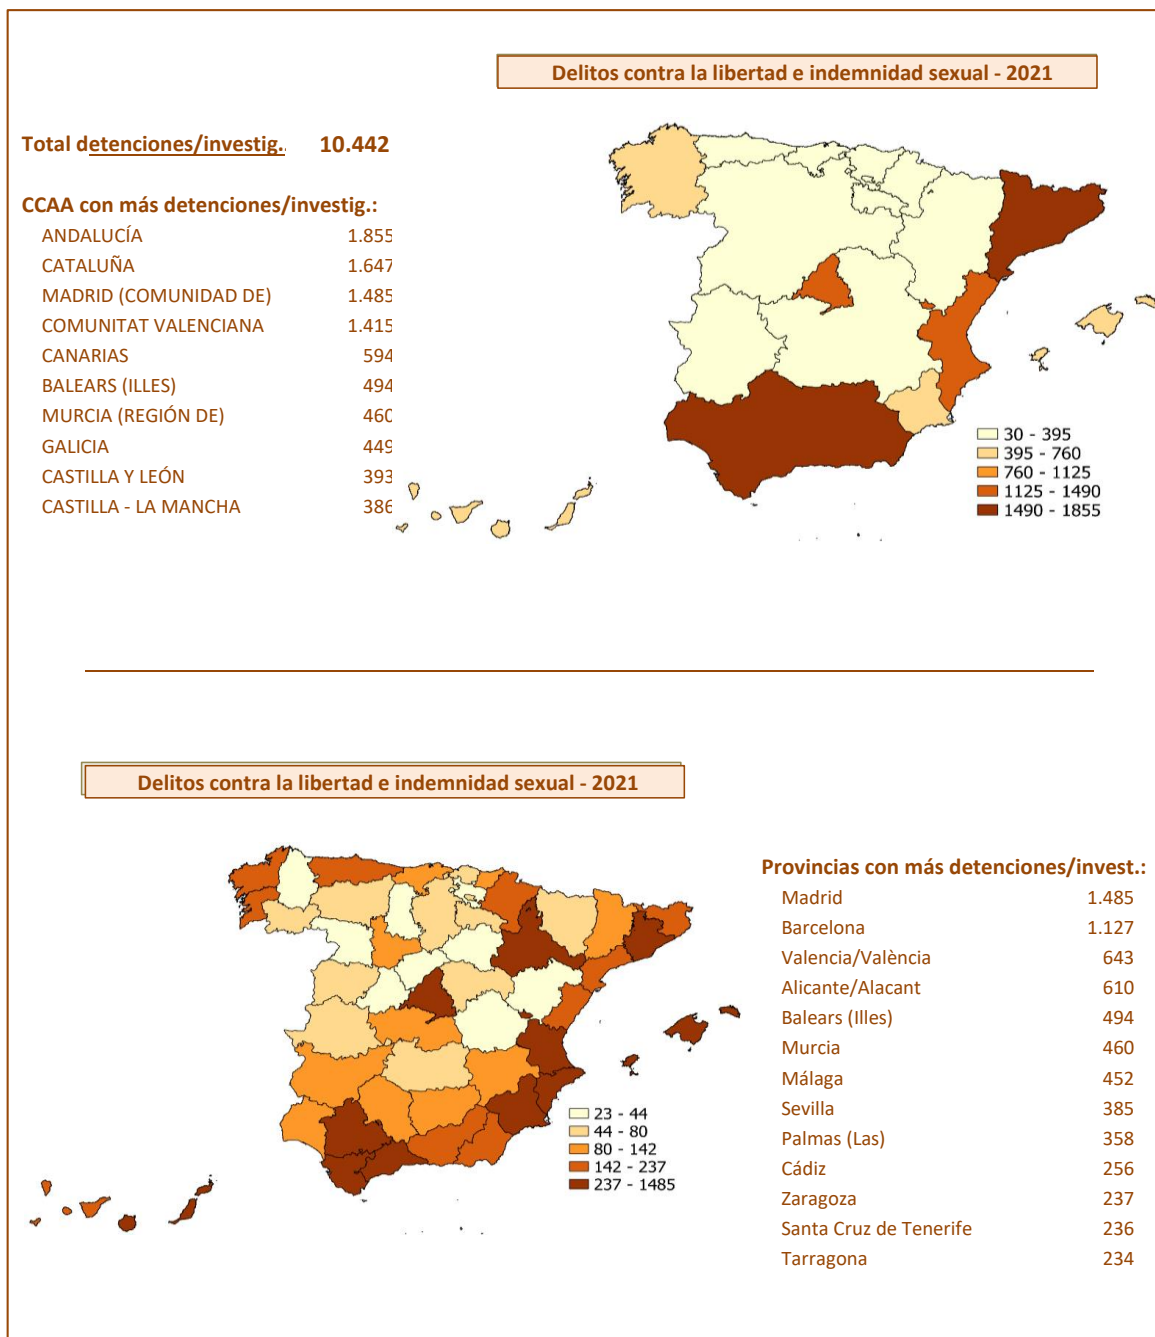 Delitos contra la libertad e indemnidad sexual - 2021
Total detenciones/investig.: 10.442
CCAA con más detenciones/investig.:
ANDALUCÍA 1.855
CATALUÑA 1.647
MADRID (COMUNIDAD DE) 1.485
COMUNITAT VALENCIANA 1.415
CANARIAS 594
BALEARS (ILLES) 494
MURCIA (REGIÓN DE) 460
GALICIA 449
CASTILLA Y LEÓN 393
CASTILLA - LA MANCHA 386
30 - 395
395 - 760
760 - 1125
1125 - 1490
1490 - 1855
Delitos contra la libertad e indemnidad sexual - 2021
Provincias con más detenciones/invest.:
Madrid 1.485
Barcelona 1.127
Valencia/València 643
Alicante/Alacant 610
Balears (Illes) 494
Murcia 460
Málaga 452
Sevilla 385
Palmas (Las) 358
Cádiz 256
Zaragoza 237
Santa Cruz de Tenerife 236
Tarragona 234
23 - 44
44 - 80
80 - 142
142 - 237
237 - 1485